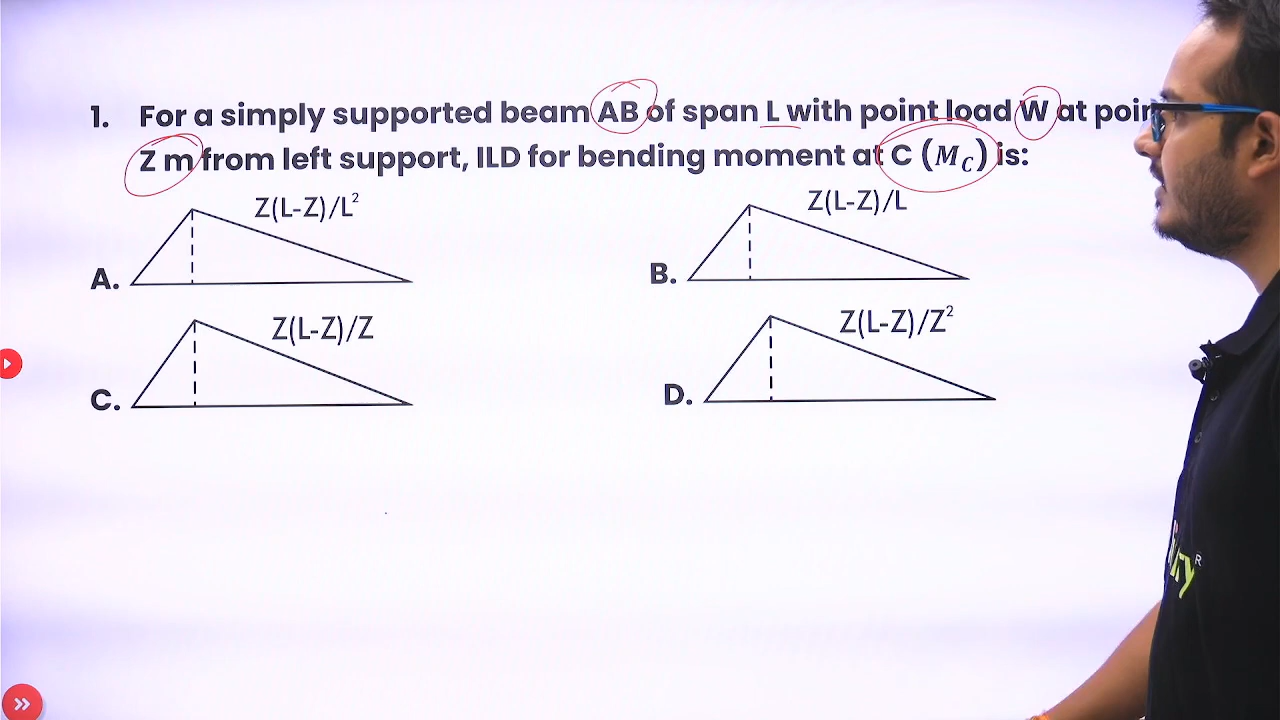 1. For a simply supported beam AB of span L with point load W at
Z m from left support, ILD for bending moment at C (M_C) is:
A. Z(L-Z)/L²
B. Z(L-Z)/L
C. Z(L-Z)/Z
D. Z(L-Z)/Z²